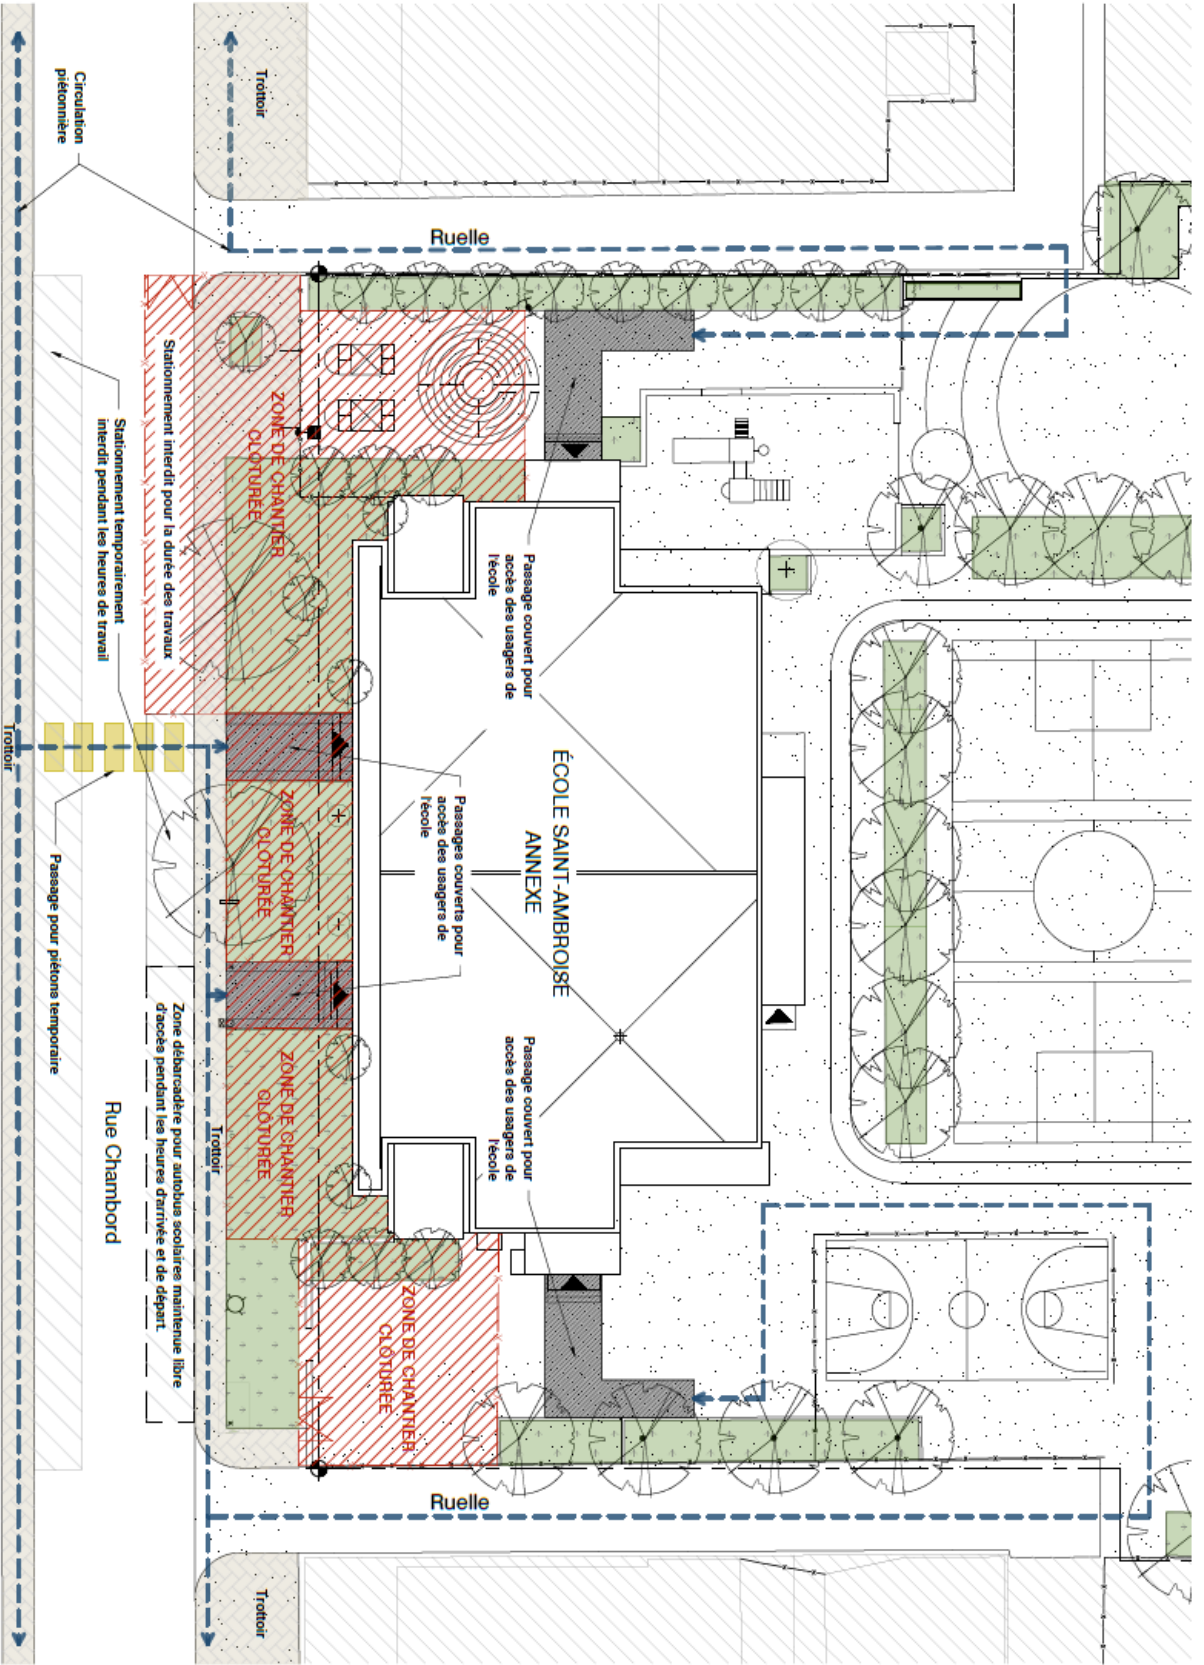 Ruelle
Ruelle
Trottoir
Circulation
piétonnière
Stationnement interdit pour la durée des travaux
Stationnement temporairement
interdit pendant les heures de travail
ZONE DE CHANTIER
CLÔTURÉE
Passage couvert pour
accès des usagers de
l'école
ÉCOLE SAINT-AMBROISE
ANNEXE
Passages couverts pour
accès des usagers de
l'école
ZONE DE CHANTIER
CLÔTURÉE
Trottoir
Passage pour piétons temporaire
Passage couvert pour
accès des usagers de
l'école
ZONE DE CHANTIER
CLÔTURÉE
Trottoir
Zone débarcadère pour autobus scolaires maintenue libre
d'accès pendant les heures d'arrivée et de départ.
Rue Chambord
ZONE DE CHANTIER
CLÔTURÉE
Trottoir